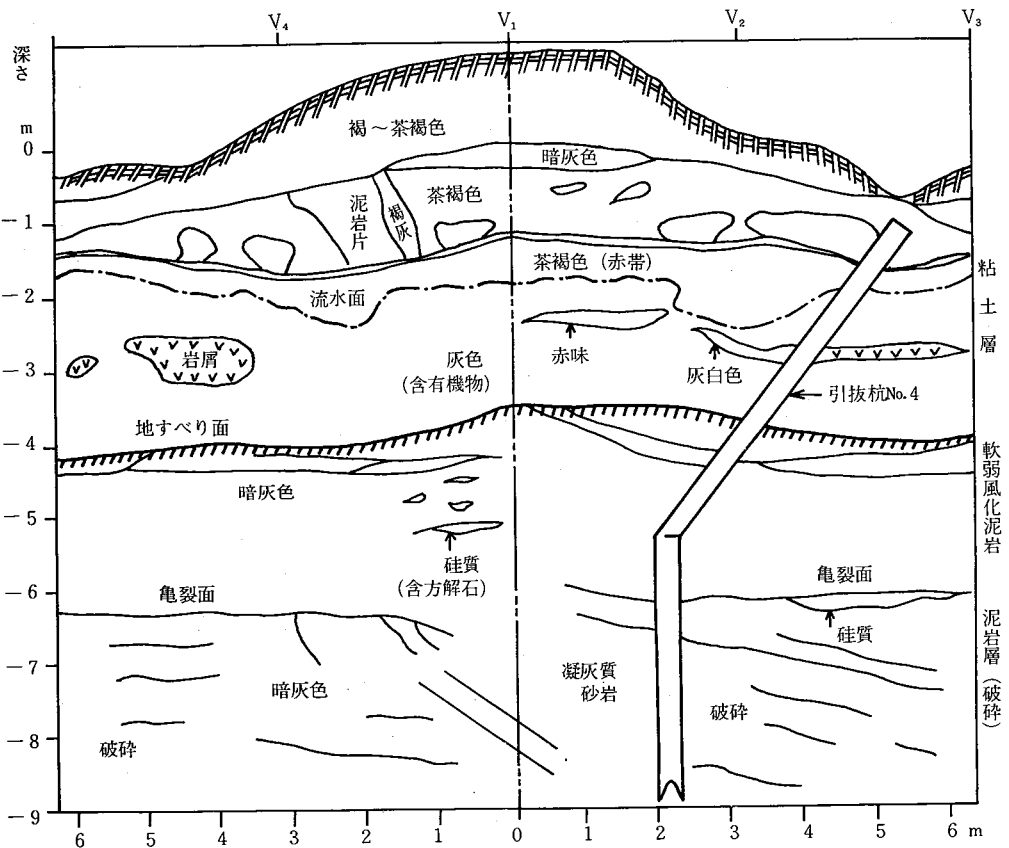 V₄ V₁ V₂ V₃
深さ
m
0
褐～茶褐色
暗灰色
－1
泥岩片
褐灰
茶褐色
－2
流水面
茶褐色（赤帯）
粘土層
－3
岩屑
灰色
（含有機物）
赤味
灰白色
引抜杭No.4
－4
地すべり面
暗灰色
軟弱風化泥岩
－5
硅質
（含方解石）
－6
亀裂面
亀裂面
硅質
－7
暗灰色
凝灰質
砂岩
泥岩層（破砕）
－8
破砕
破砕
－9
6 5 4 3 2 1 0 1 2 3 4 5 6 m